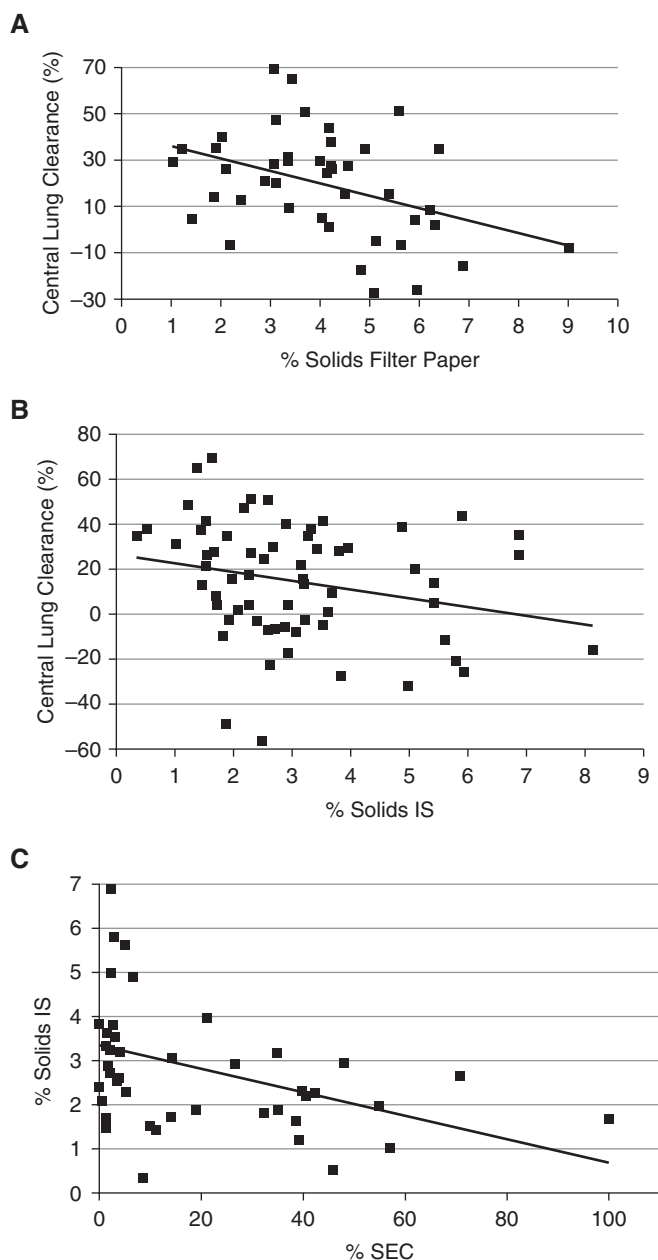 A
Central Lung Clearance (%)
70
50
30
10
–10
–30
0 1 2 3 4 5 6 7 8 9 10
% Solids Filter Paper
B
Central Lung Clearance (%)
80
60
40
20
0
–20
–40
–60
0 1 2 3 4 5 6 7 8 9
% Solids IS
C
% Solids IS
7
6
5
4
3
2
1
0
0 20 40 60 80 100
% SEC